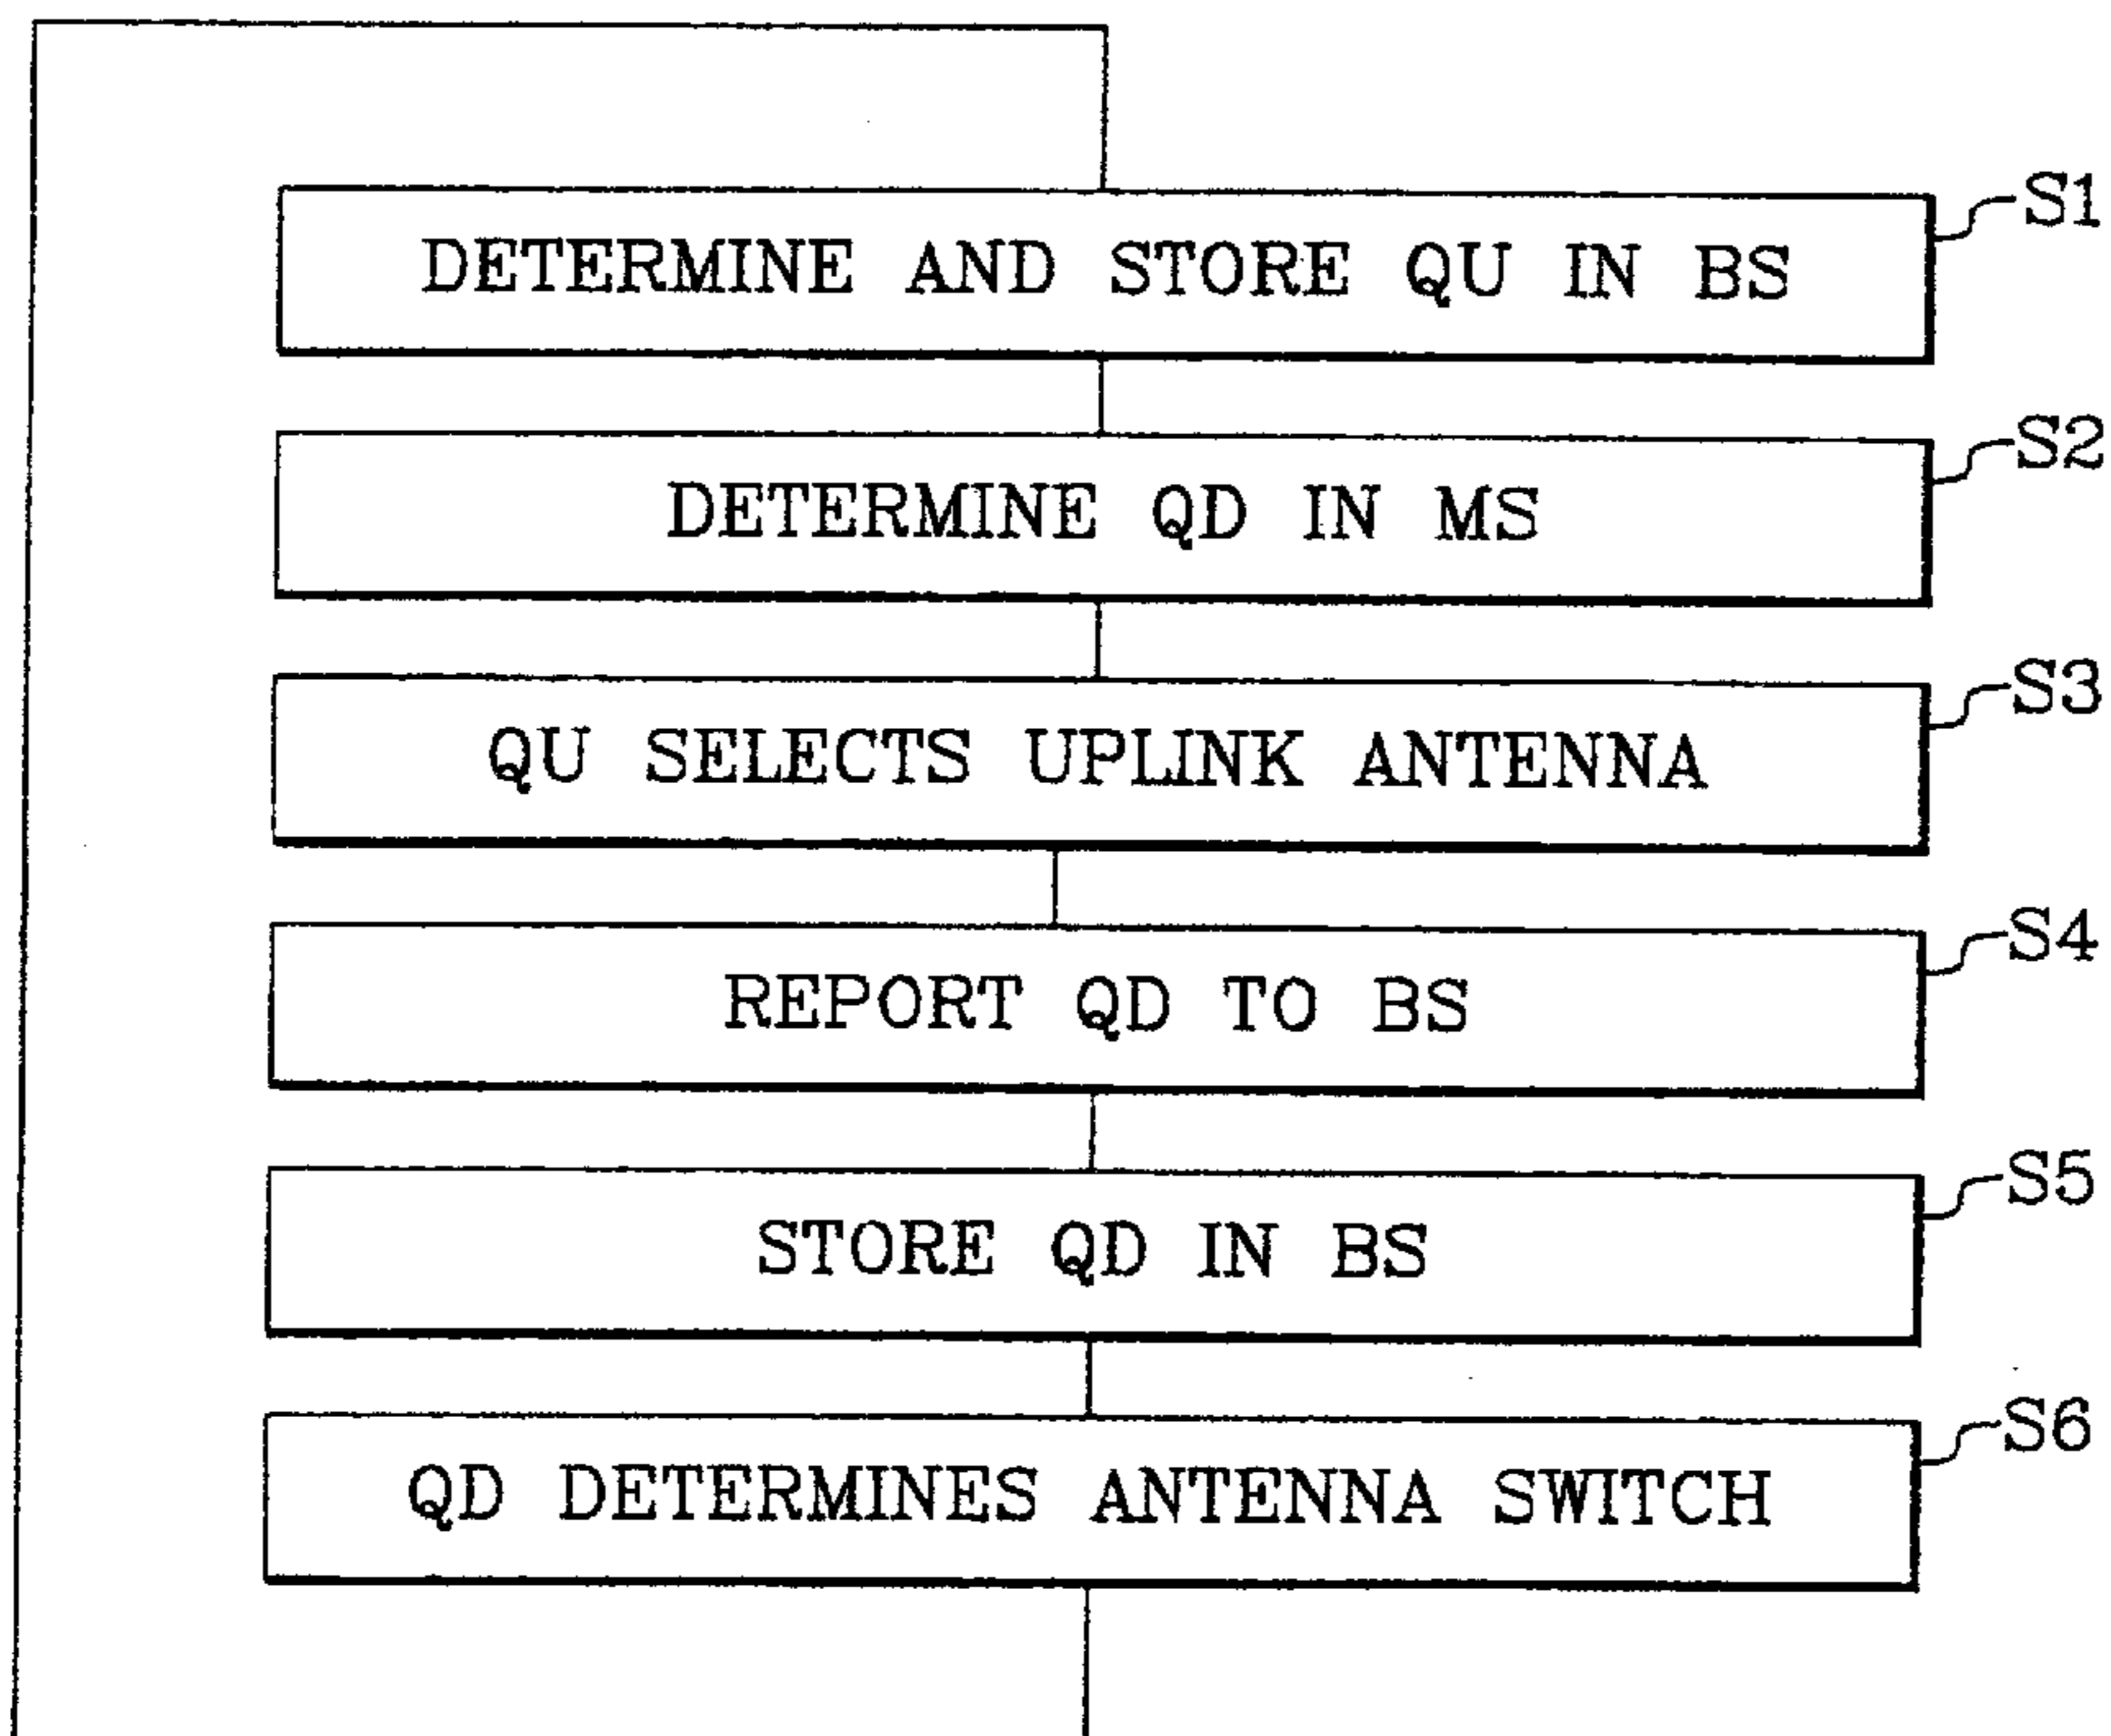 S1
DETERMINE AND STORE QU IN BS
S2
DETERMINE QD IN MS
S3
QU SELECTS UPLINK ANTENNA
S4
REPORT QD TO BS
S5
STORE QD IN BS
S6
QD DETERMINES ANTENNA SWITCH